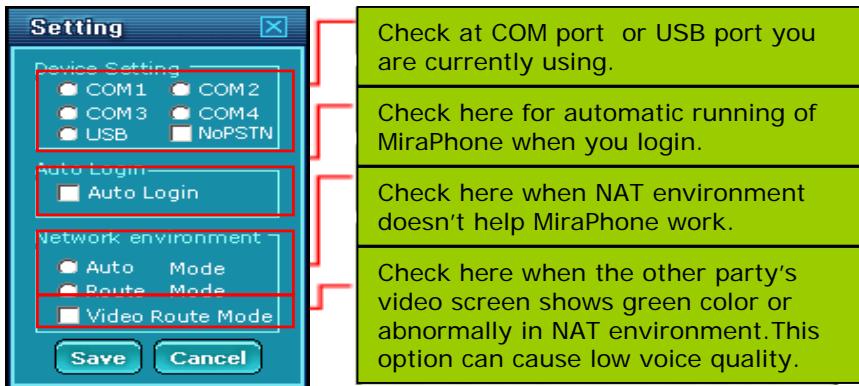 Setting
Device Setting
COM1 COM2
COM3 COM4
USB NoPSTN
Auto Login
Auto Login
Network environment
Auto Mode
Route Mode
Video Route Mode
Save Cancel
Check at COM port or USB port you
are currently using.
Check here for automatic running of
MiraPhone when you login.
Check here when NAT environment
doesn't help MiraPhone work.
Check here when the other party's
video screen shows green color or
abnormally in NAT environment.This
option can cause low voice quality.